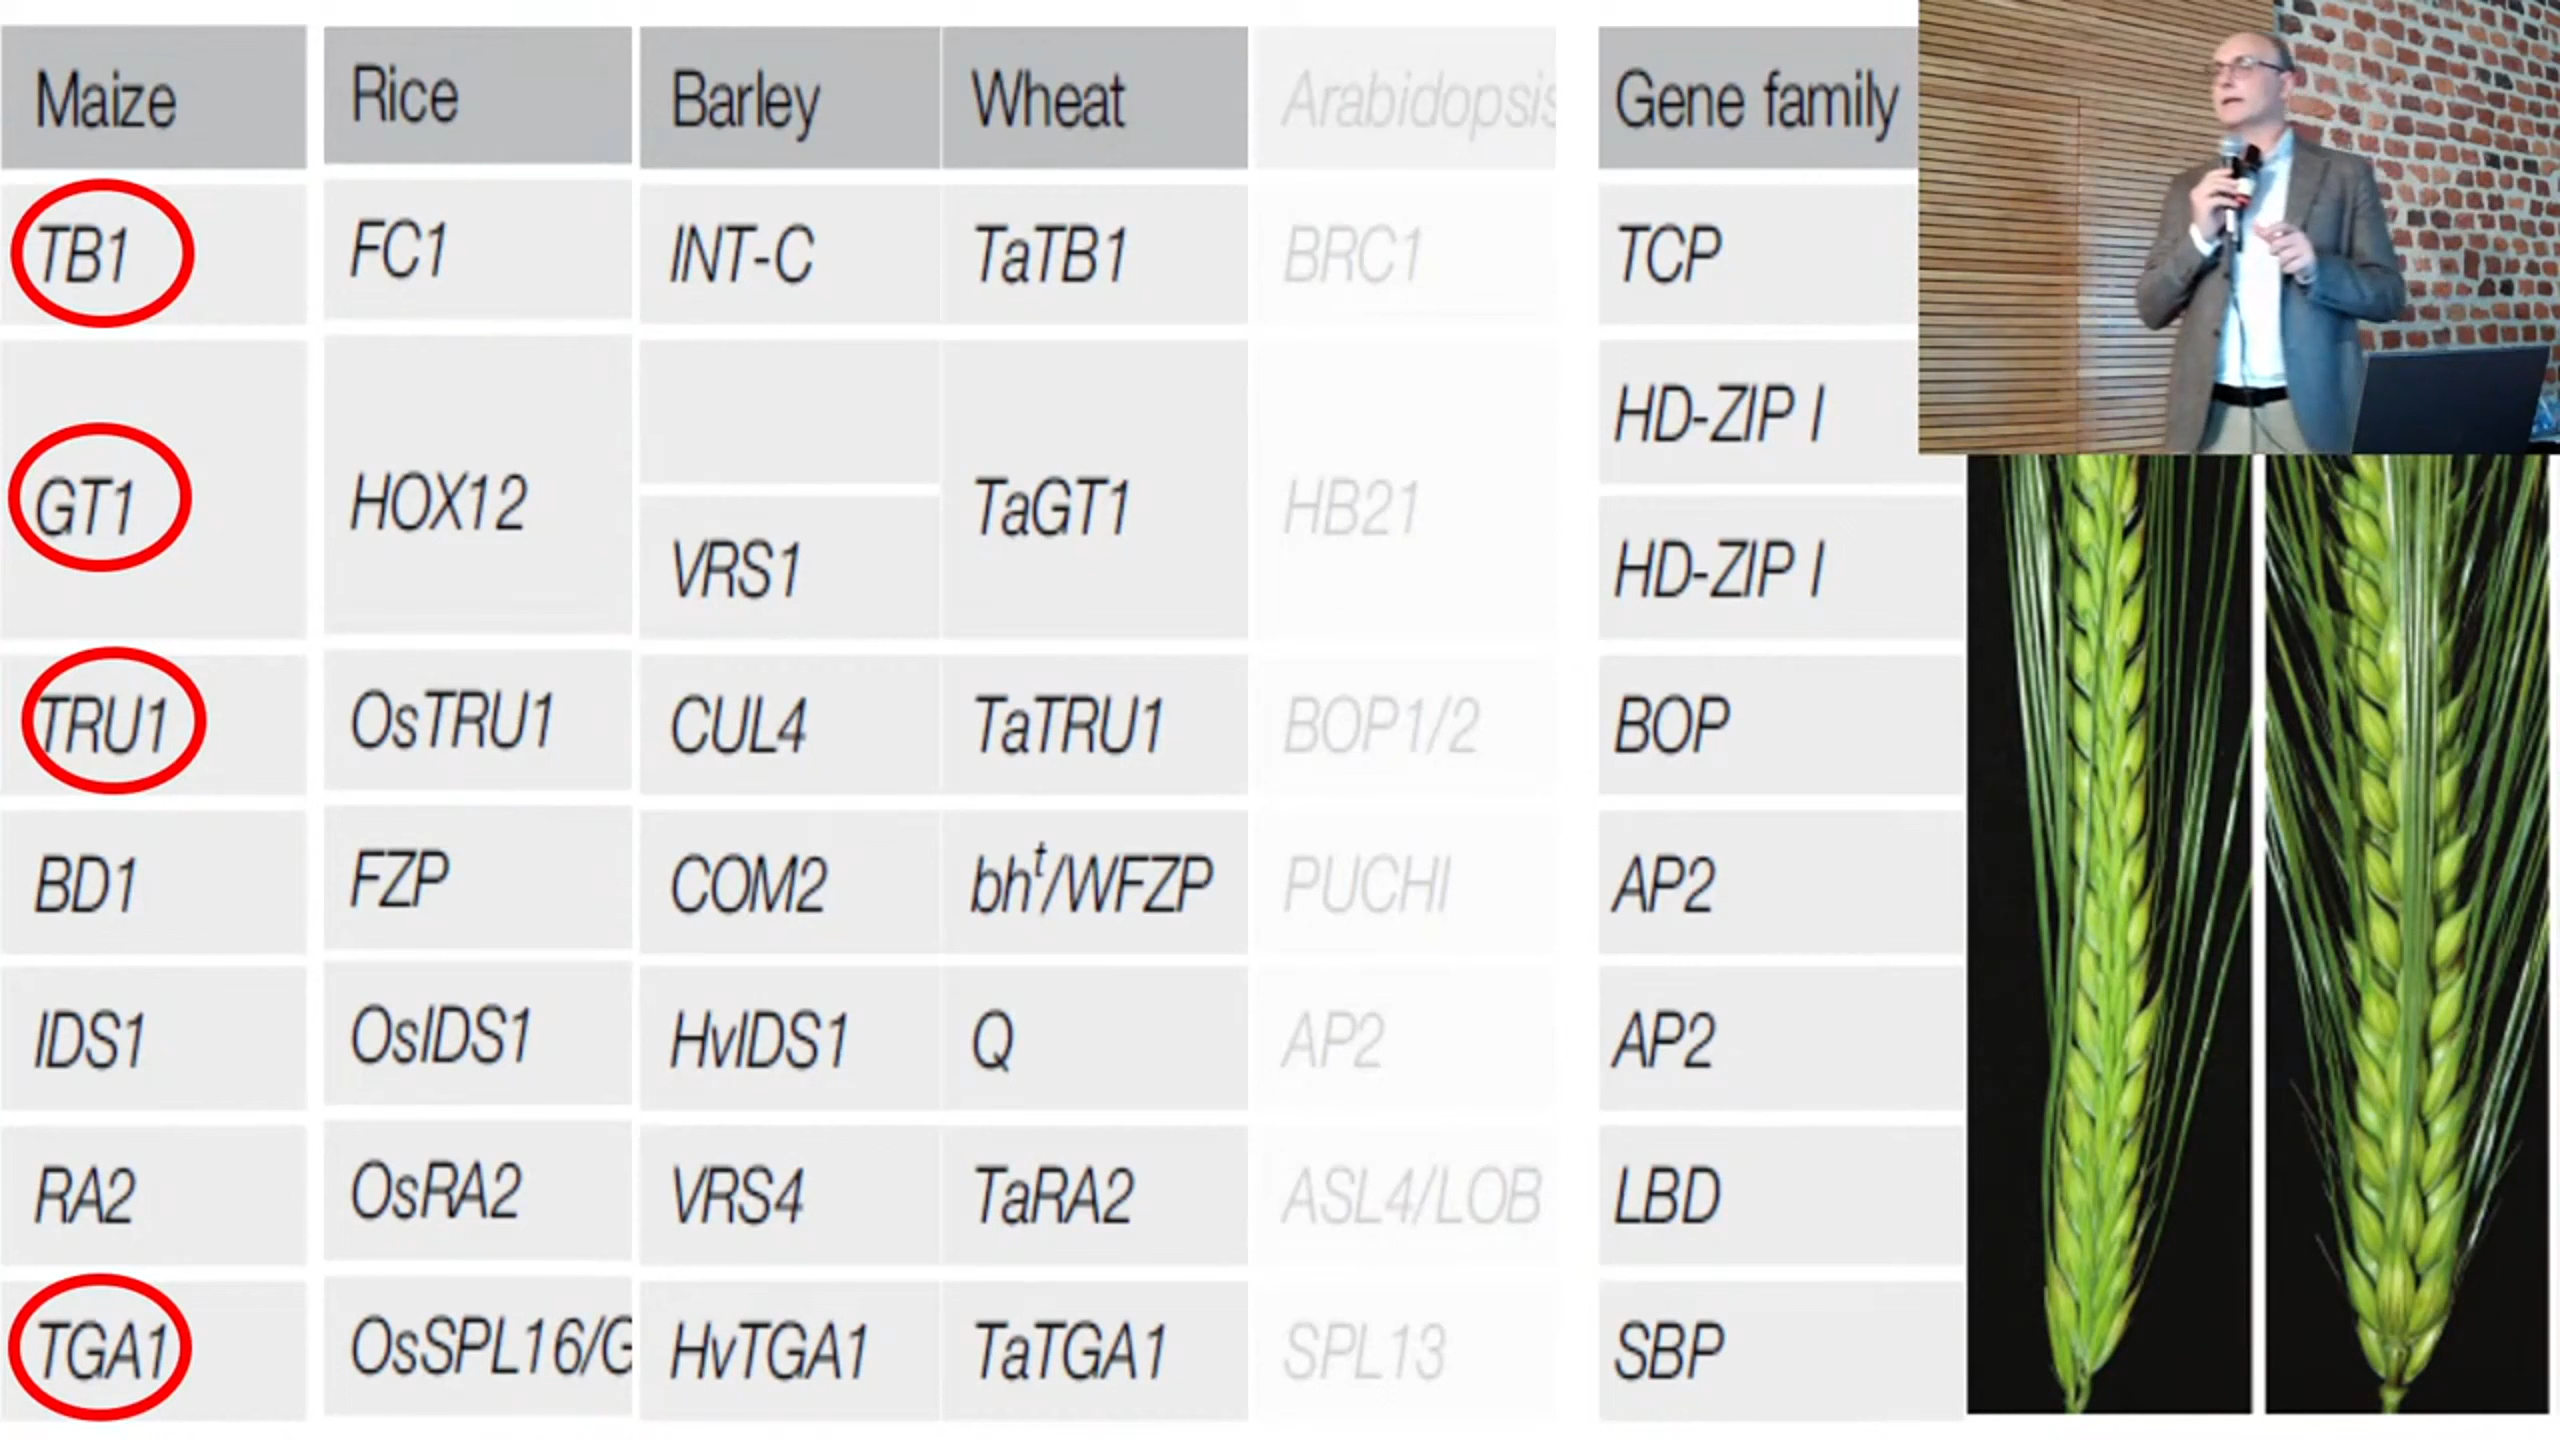 Maize Rice Barley Wheat Arabidopsis Gene family
TB1 FC1 INT-C TaTB1 BRC1 TCP
HD-ZIP I
GT1 HOX12 TaGT1 HB21
VRS1 HD-ZIP I
TRU1 OsTRU1 CUL4 TaTRU1 BOP1/2 BOP
BD1 FZP COM2 bhᵗ/WFZP PUCHI AP2
IDS1 OsIDS1 HvIDS1 Q AP2 AP2
RA2 OsRA2 VRS4 TaRA2 ASL4/LOB LBD
TGA1 OsSPL16/G HvTGA1 TaTGA1 SPL13 SBP